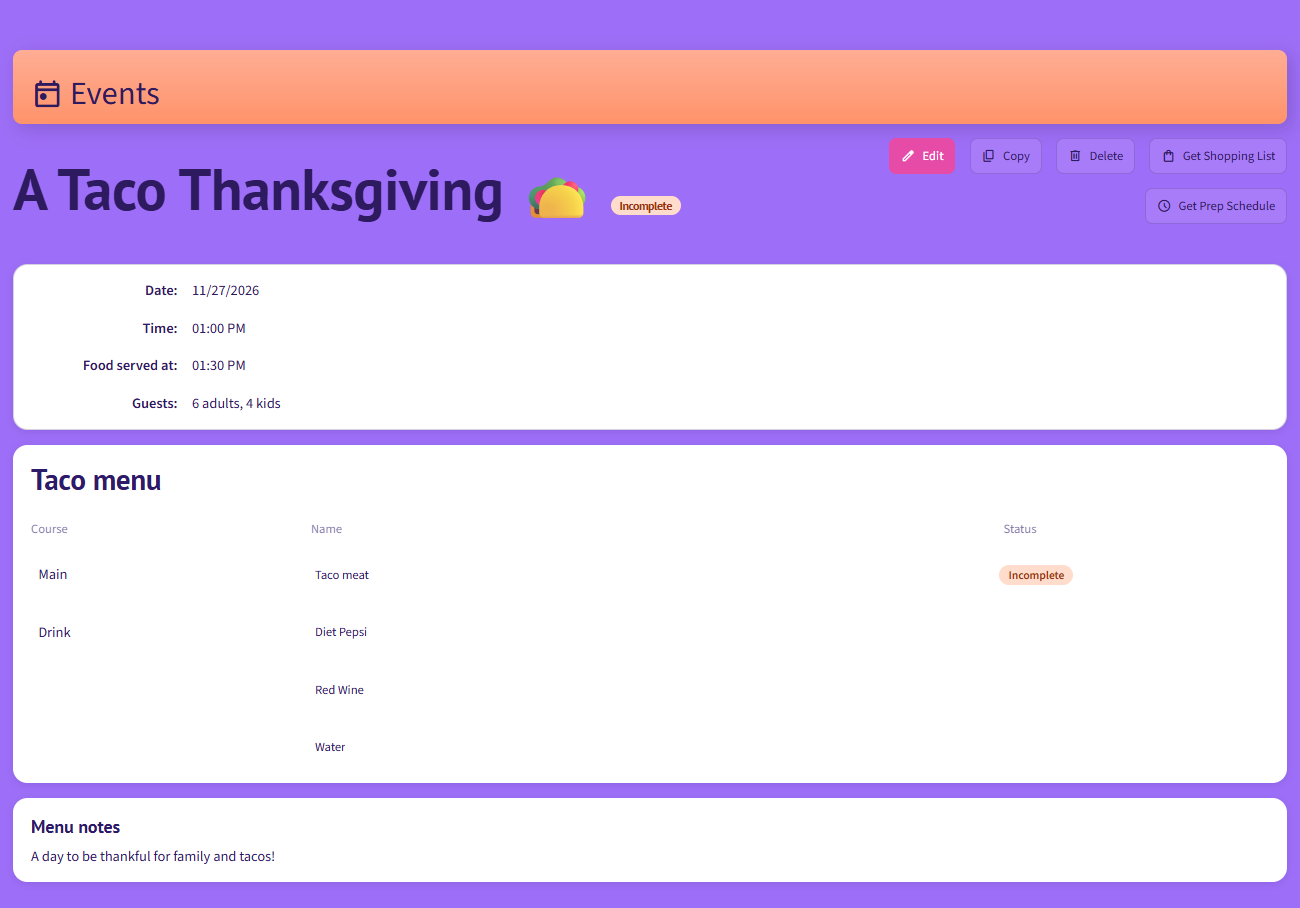 Events
Edit
Copy
Delete
Get Shopping List
A Taco Thanksgiving
Incomplete
Get Prep Schedule
Date: 11/27/2026
Time: 01:00 PM
Food served at: 01:30 PM
Guests: 6 adults, 4 kids
Taco menu
Course Name Status
Main Taco meat Incomplete
Drink Diet Pepsi
Red Wine
Water
Menu notes
A day to be thankful for family and tacos!